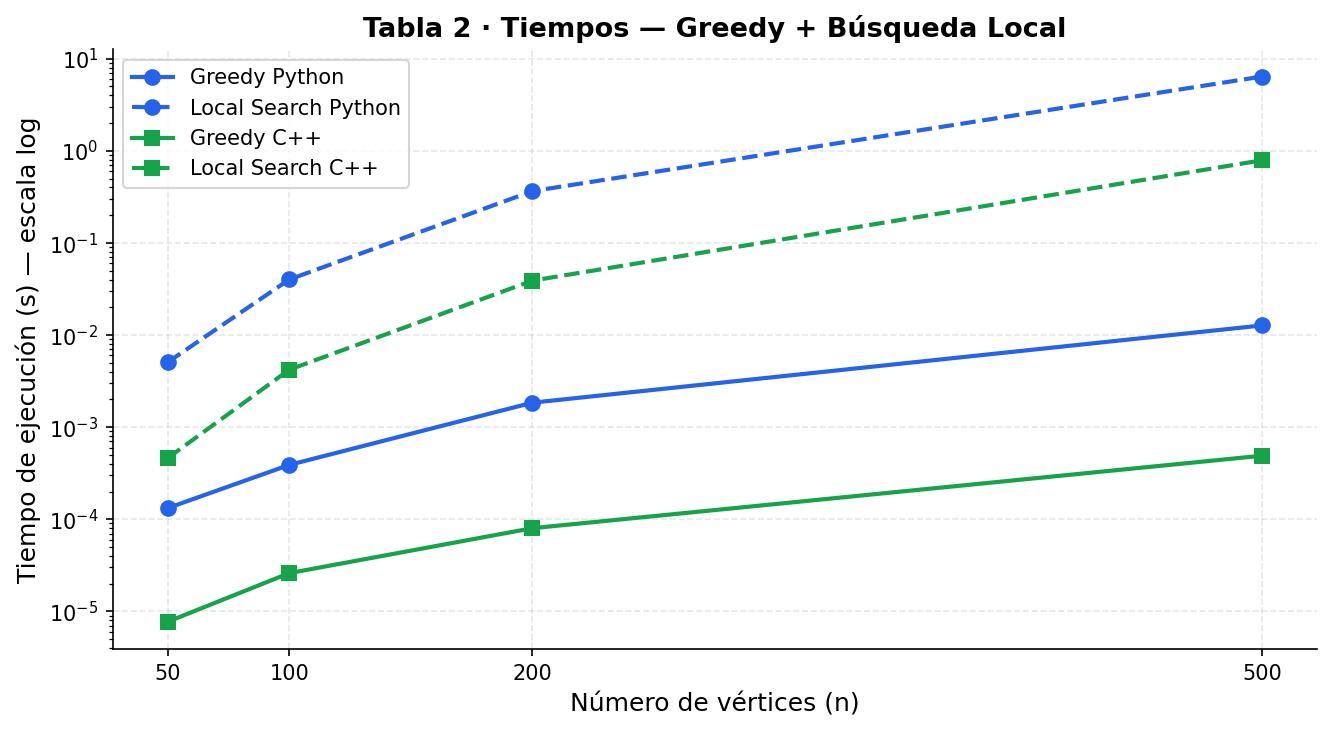 Tabla 2 · Tiempos — Greedy + Búsqueda Local
Greedy Python
Local Search Python
Greedy C++
Local Search C++
Tiempo de ejecución (s) — escala log
10¹
10⁰
10⁻¹
10⁻²
10⁻³
10⁻⁴
10⁻⁵
50 100 200 500
Número de vértices (n)